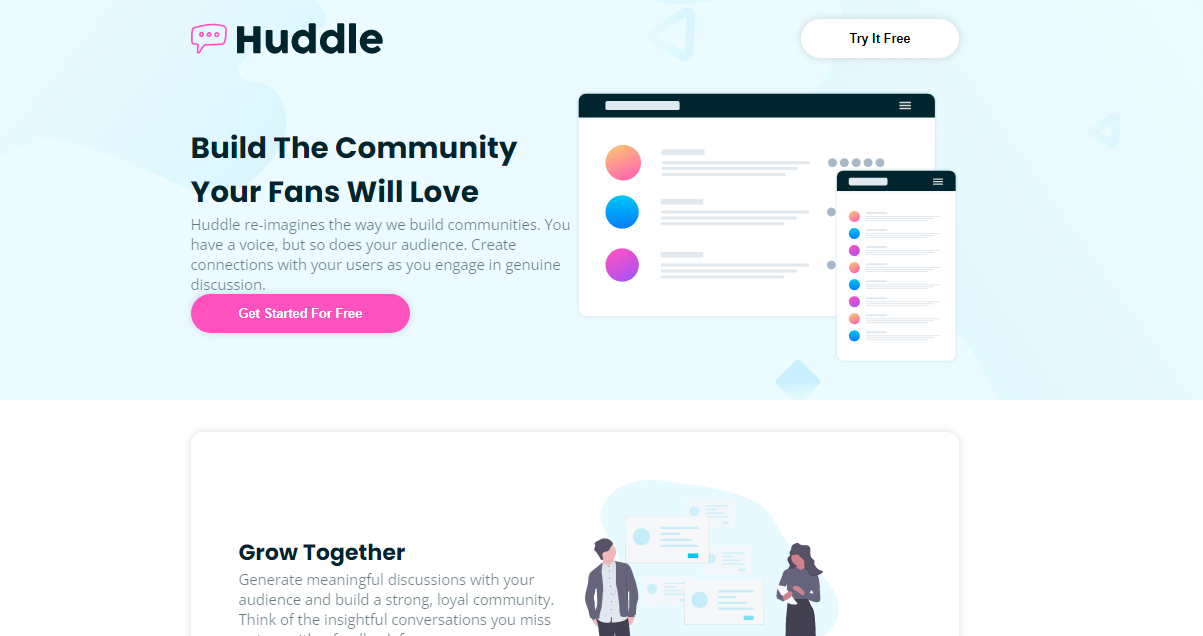 Huddle
Try It Free
Build The Community
Your Fans Will Love
Huddle re-imagines the way we build communities. You
have a voice, but so does your audience. Create
connections with your users as you engage in genuine
discussion.
Get Started For Free
Grow Together
Generate meaningful discussions with your
audience and build a strong, loyal community.
Think of the insightful conversations you miss